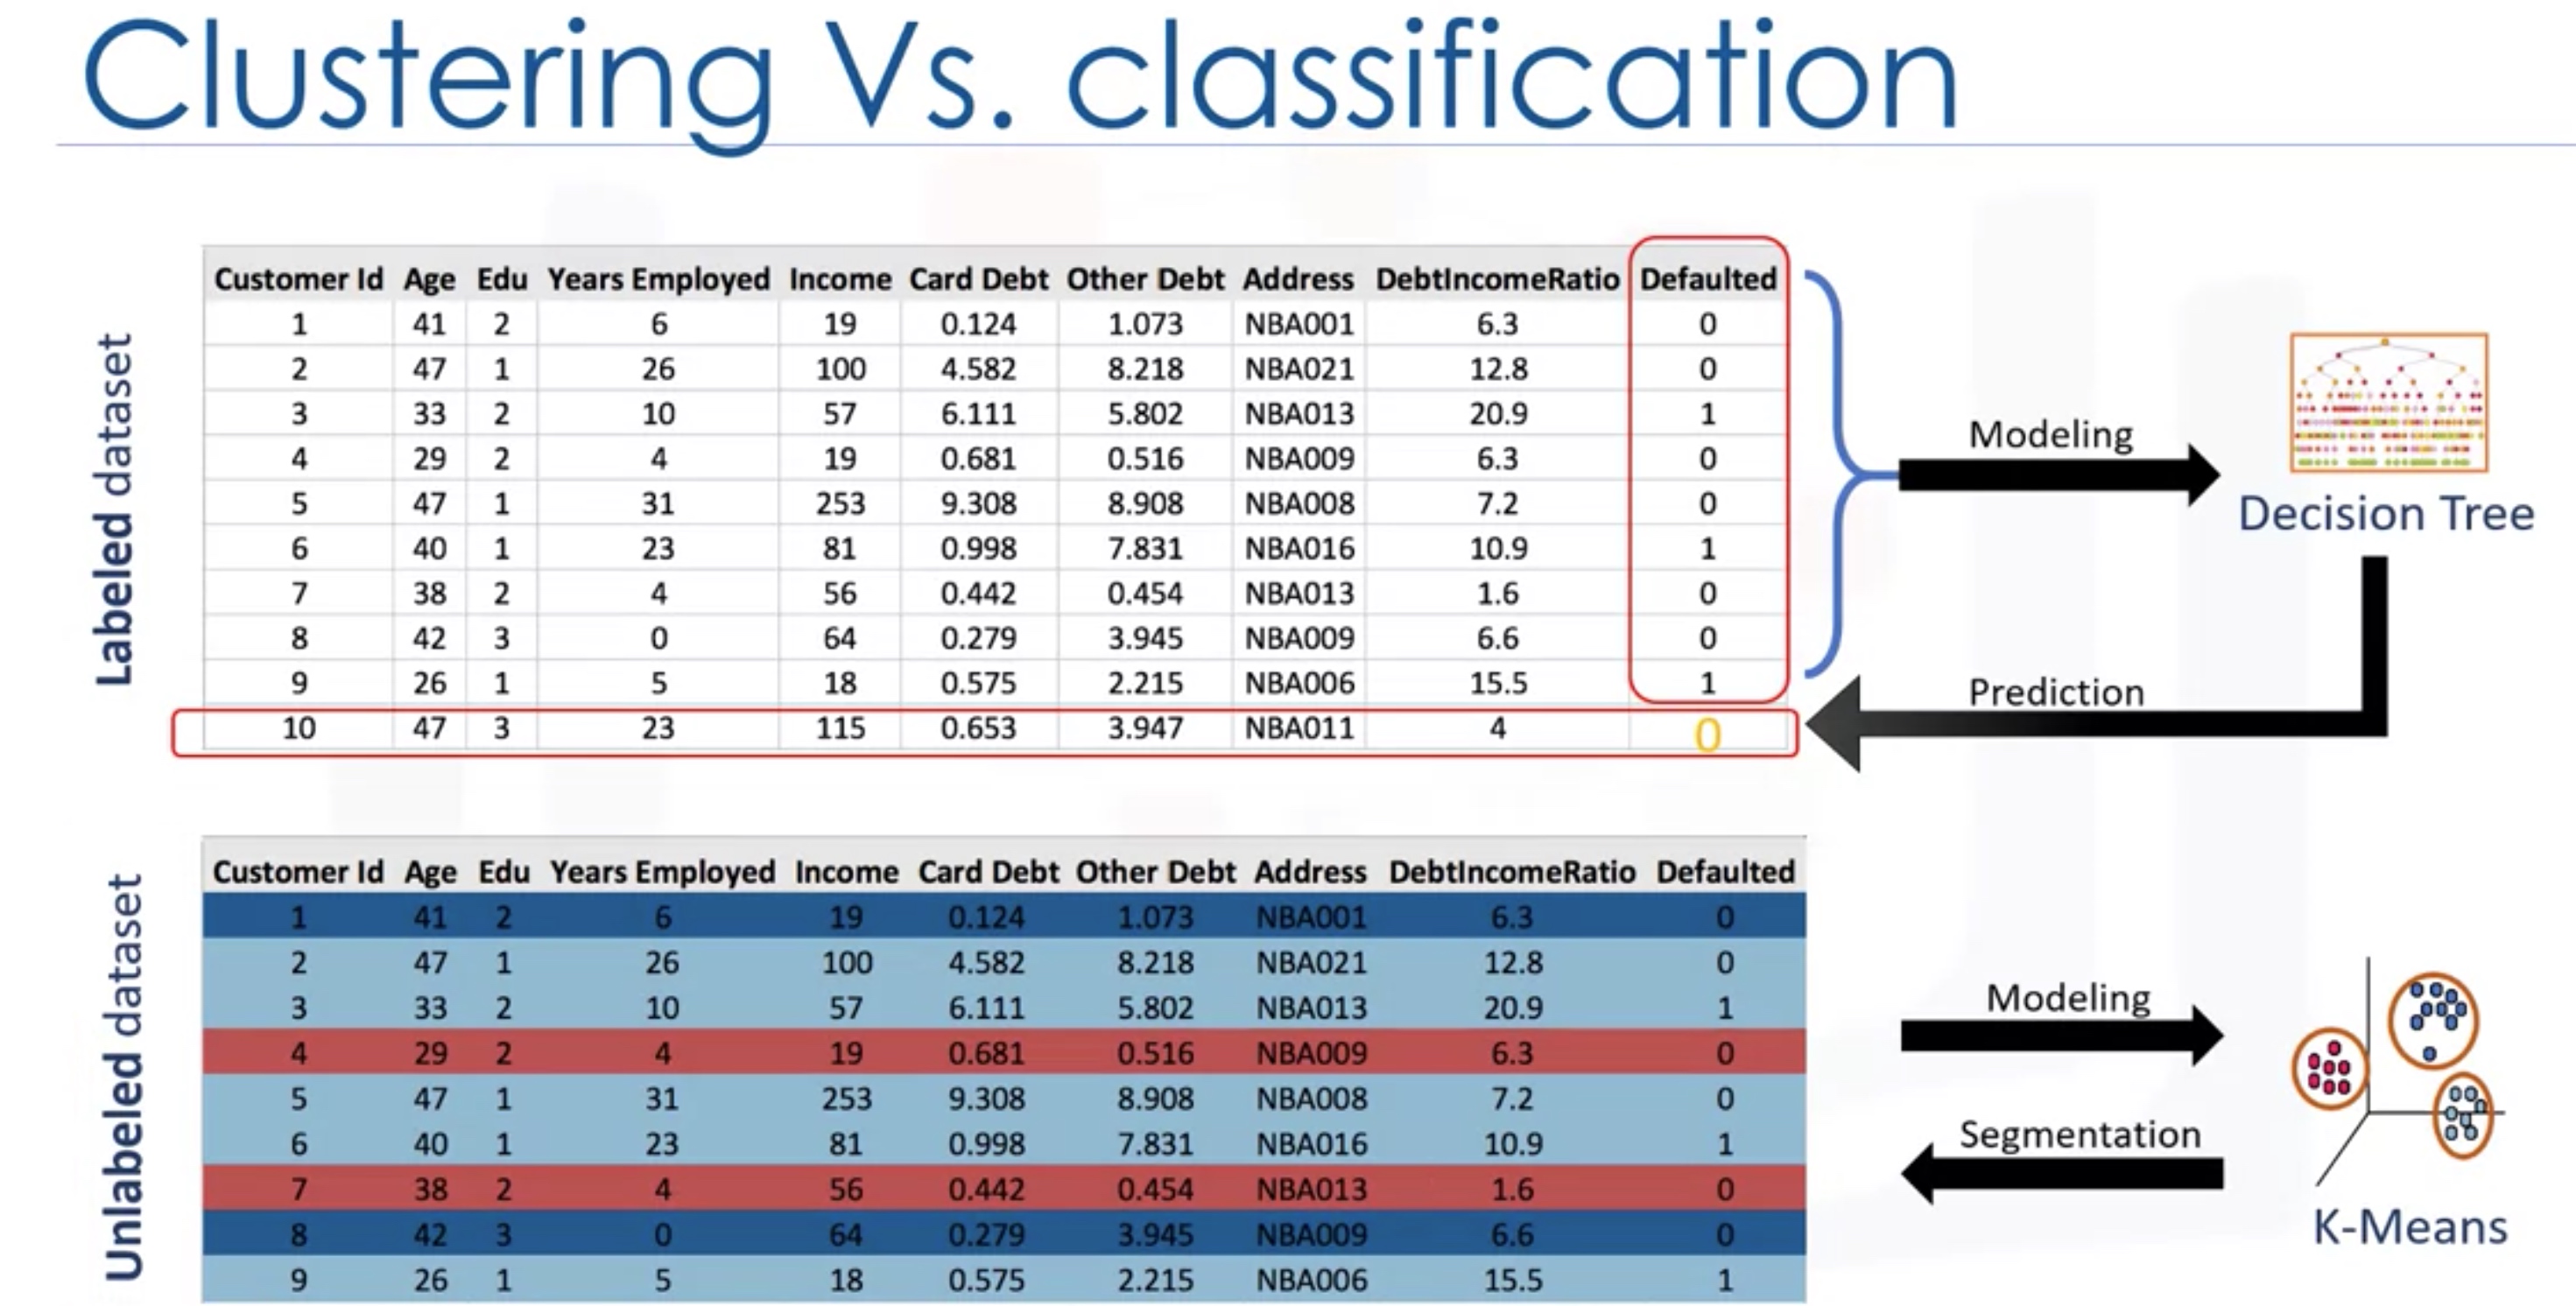 Clustering Vs. classification
Labeled dataset
Customer Id Age Edu Years Employed Income Card Debt Other Debt Address DebtIncomeRatio Defaulted
1 41 2 6 19 0.124 1.073 NBA001 6.3 0
2 47 1 26 100 4.582 8.218 NBA021 12.8 0
3 33 2 10 57 6.111 5.802 NBA013 20.9 1
4 29 2 4 19 0.681 0.516 NBA009 6.3 0
5 47 1 31 253 9.308 8.908 NBA008 7.2 0
6 40 1 23 81 0.998 7.831 NBA016 10.9 1
7 38 2 4 56 0.442 0.454 NBA013 1.6 0
8 42 3 0 64 0.279 3.945 NBA009 6.6 0
9 26 1 5 18 0.575 2.215 NBA006 15.5 1
10 47 3 23 115 0.653 3.947 NBA011 4 0
Modeling
Decision Tree
Prediction
Unlabeled dataset
Customer Id Age Edu Years Employed Income Card Debt Other Debt Address DebtIncomeRatio Defaulted
1 41 2 6 19 0.124 1.073 NBA001 6.3 0
2 47 1 26 100 4.582 8.218 NBA021 12.8 0
3 33 2 10 57 6.111 5.802 NBA013 20.9 1
4 29 2 4 19 0.681 0.516 NBA009 6.3 0
5 47 1 31 253 9.308 8.908 NBA008 7.2 0
6 40 1 23 81 0.998 7.831 NBA016 10.9 1
7 38 2 4 56 0.442 0.454 NBA013 1.6 0
8 42 3 0 64 0.279 3.945 NBA009 6.6 0
9 26 1 5 18 0.575 2.215 NBA006 15.5 1
Modeling
Segmentation
K-Means